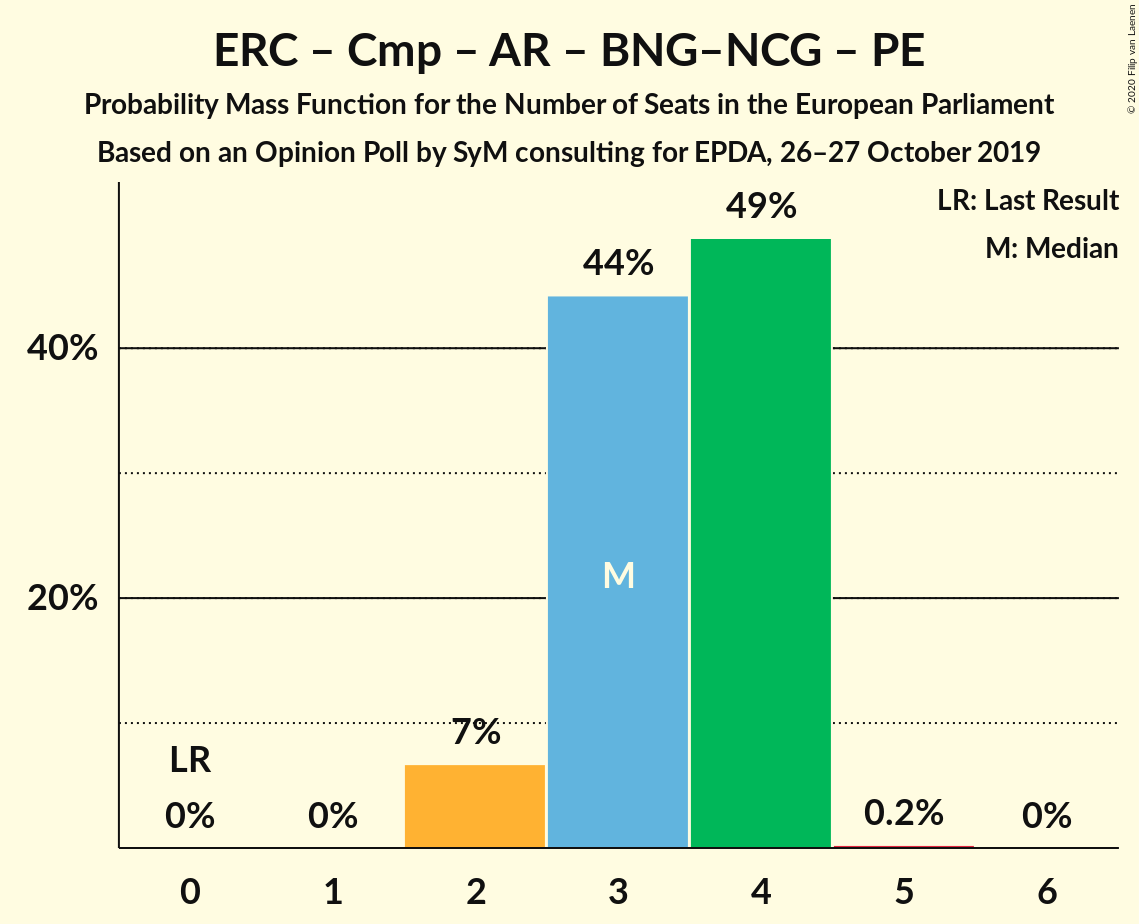 ERC – Cmp – AR – BNG–NCG – PE
Probability Mass Function for the Number of Seats in the European Parliament
Based on an Opinion Poll by SyM consulting for EPDA, 26–27 October 2019
© 2020 Filip van Laenen
LR: Last Result
M: Median
49%
44%
40%
M
20%
7%
LR
0%
0%
0.2%
0%
0 1 2 3 4 5 6